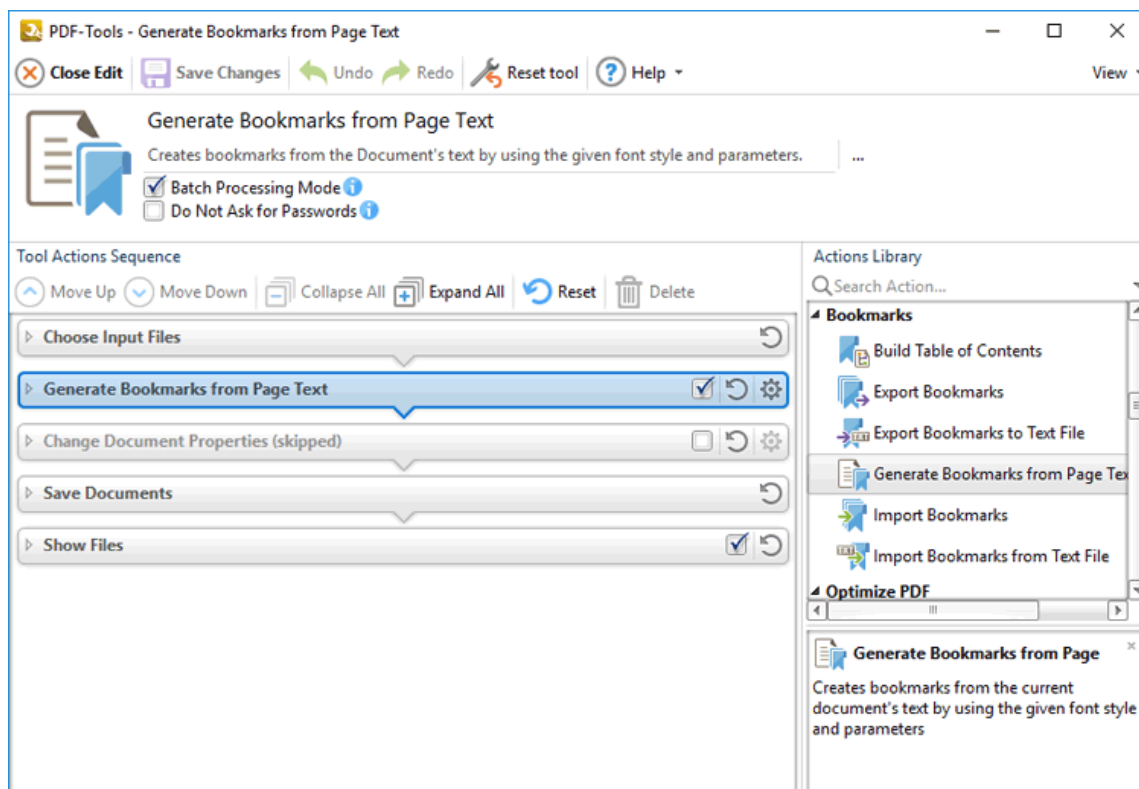 PDF-Tools - Generate Bookmarks from Page Text
Close Edit Save Changes Undo Redo Reset tool Help View
Generate Bookmarks from Page Text
Creates bookmarks from the Document's text by using the given font style and parameters. ...
Batch Processing Mode
Do Not Ask for Passwords
Tool Actions Sequence
Move Up Move Down Collapse All Expand All Reset Delete
Choose Input Files
Generate Bookmarks from Page Text
Change Document Properties (skipped)
Save Documents
Show Files
Actions Library
Search Action...
Bookmarks
Build Table of Contents
Export Bookmarks
Export Bookmarks to Text File
Generate Bookmarks from Page Tex
Import Bookmarks
Import Bookmarks from Text File
Optimize PDF
Generate Bookmarks from Page
Creates bookmarks from the current
document's text by using the given font style
and parameters